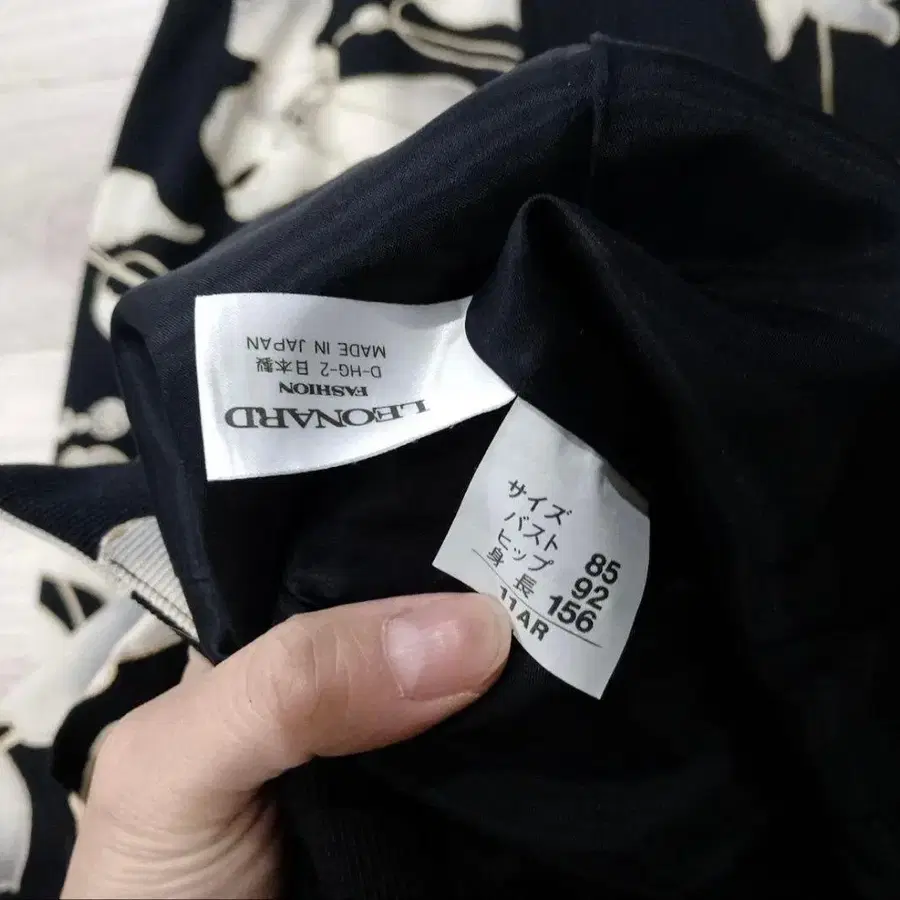 LEONARD
FASHION
D-HG-2 日本製
MADE IN JAPAN
サイズ
バスト 85
ヒップ 92
身長 156
11AR